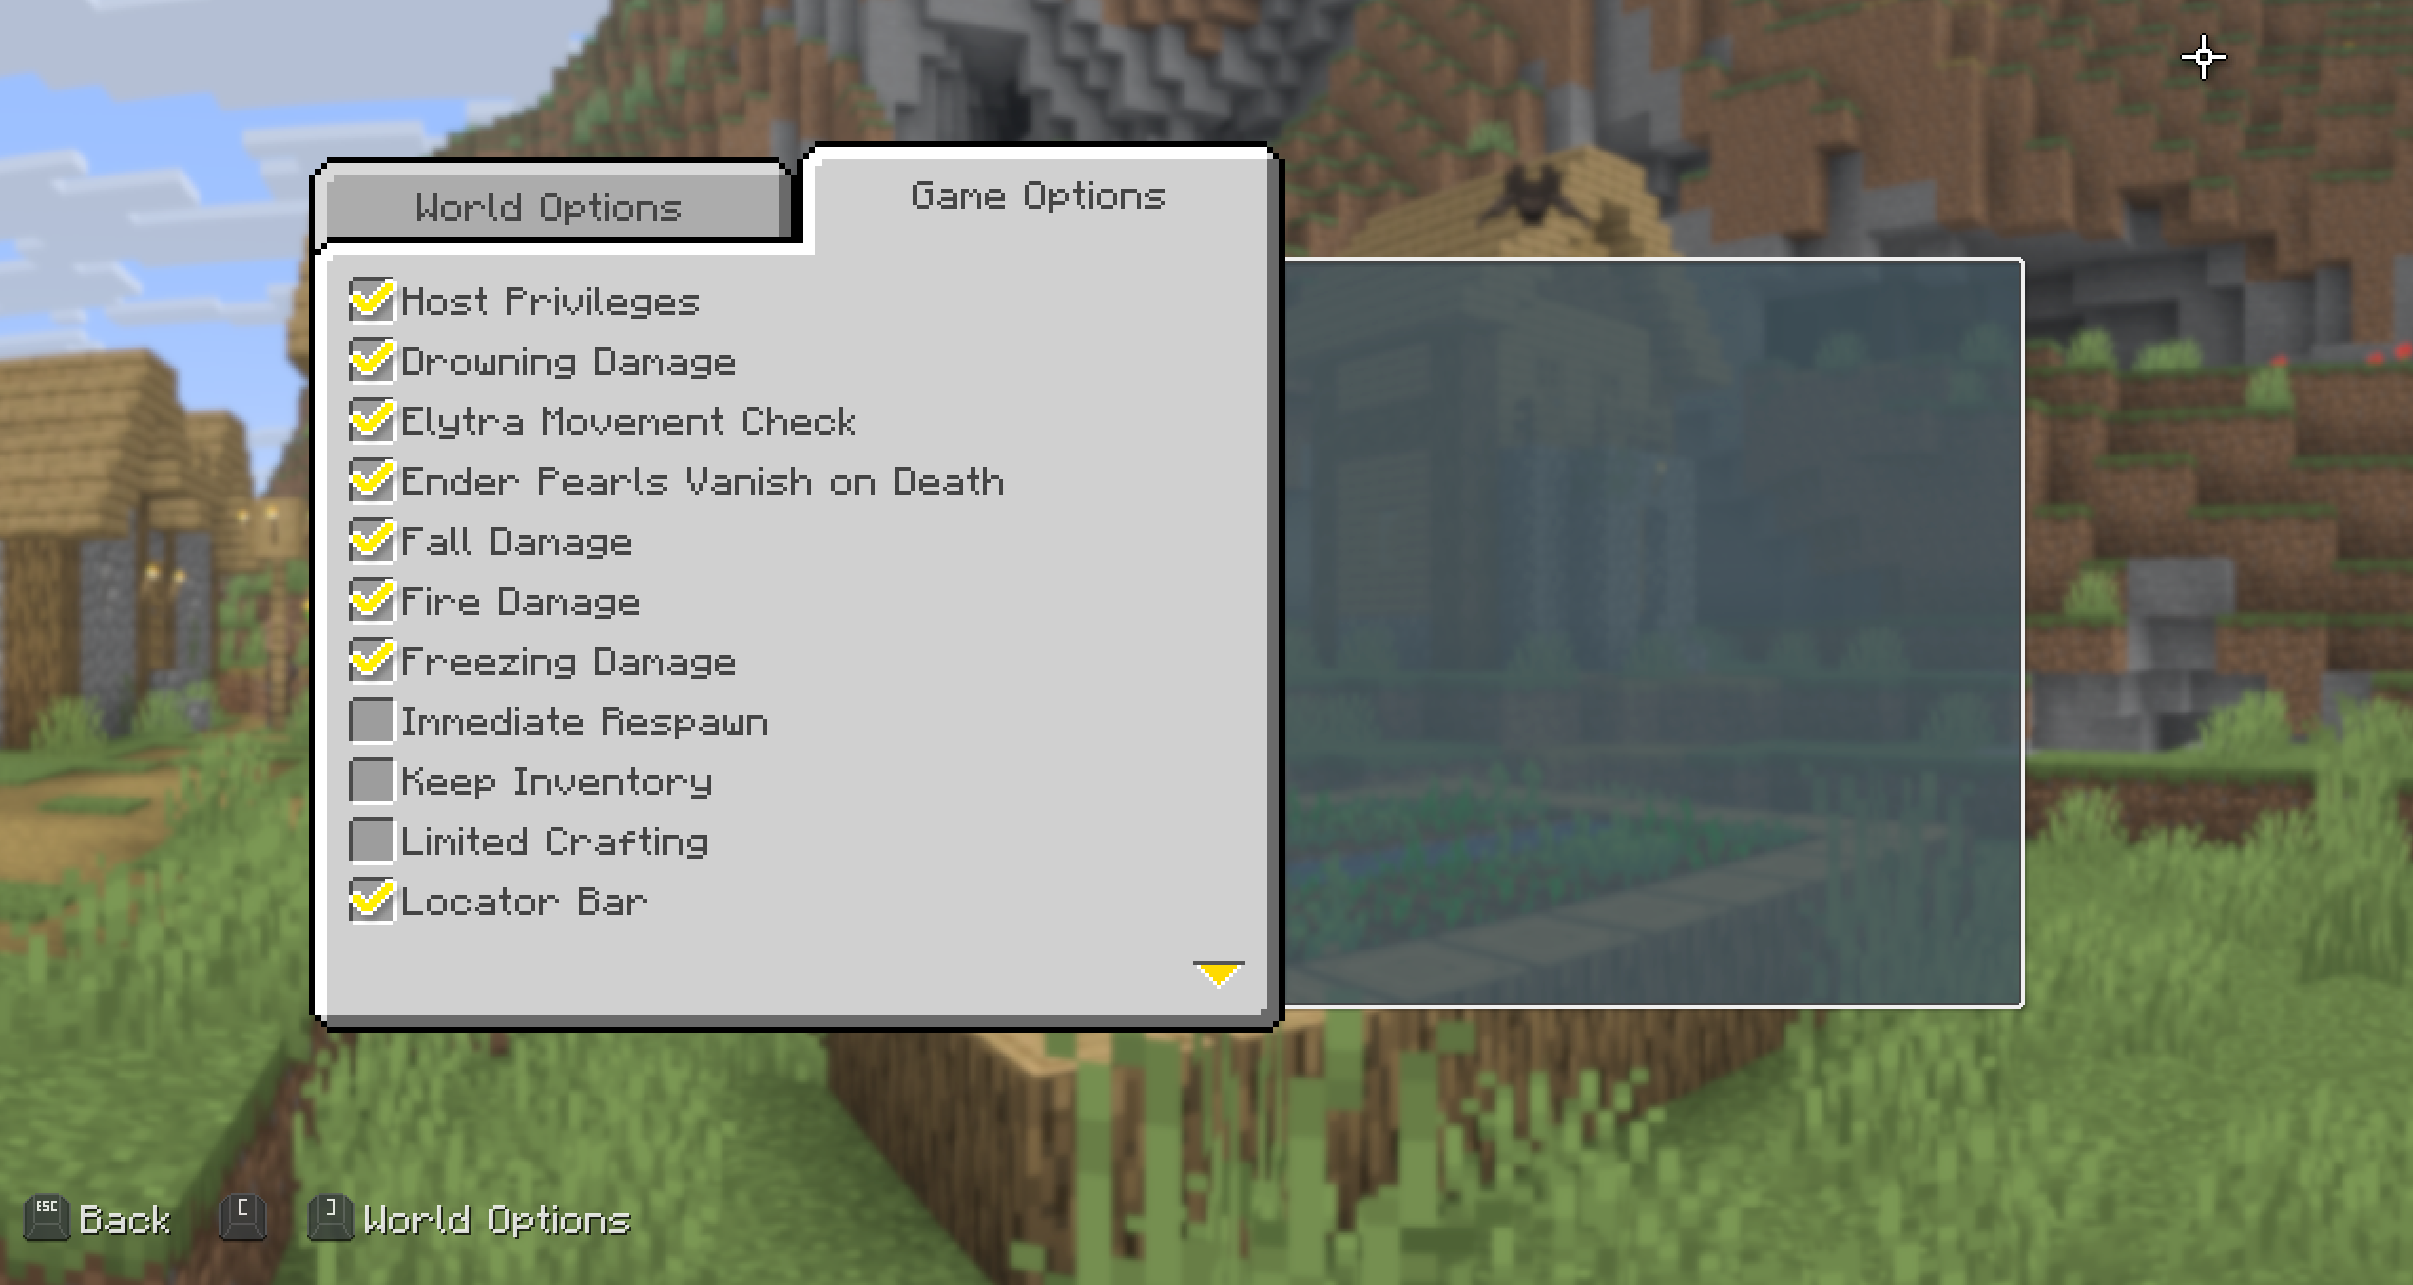 World Options
Game Options
Host Privileges
Drowning Damage
Elytra Movement Check
Ender Pearls Vanish on Death
Fall Damage
Fire Damage
Freezing Damage
Immediate Respawn
Keep Inventory
Limited Crafting
Locator Bar
ESC Back [ ] World Options